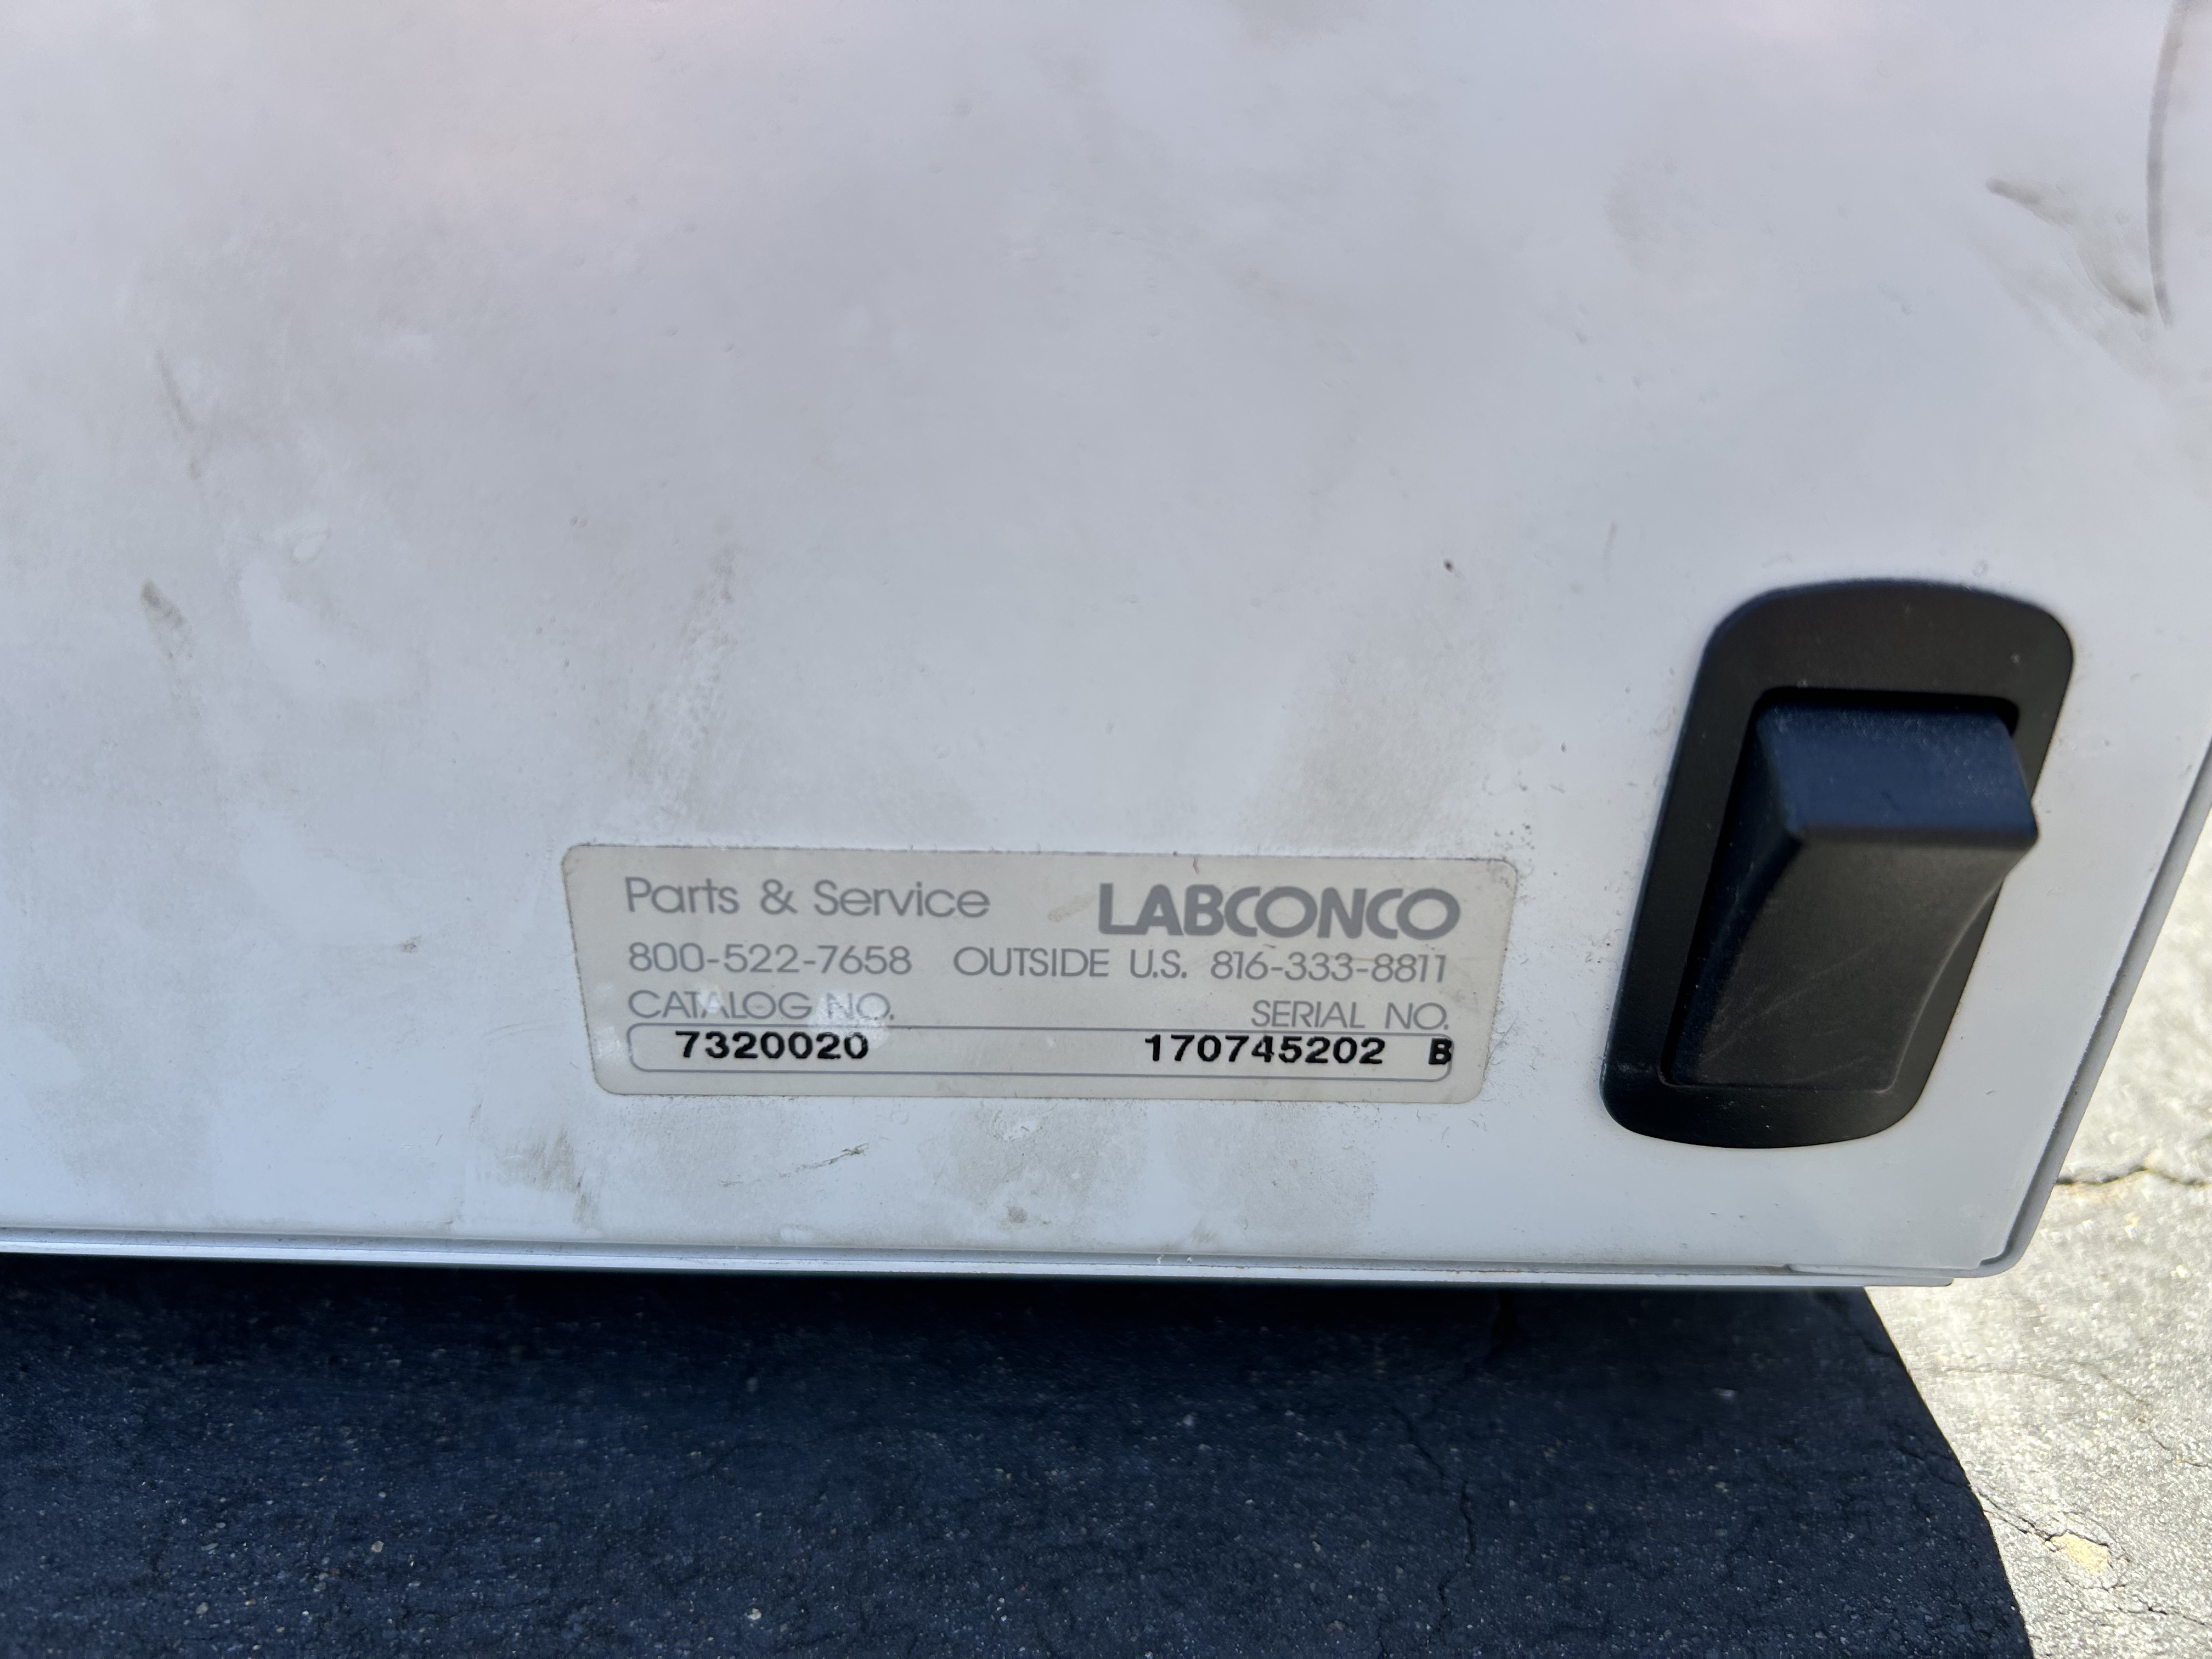 Parts & Service LABCONCO
800-522-7658 OUTSIDE U.S. 816-333-8811
CATALOG NO. SERIAL NO.
7320020 170745202 B